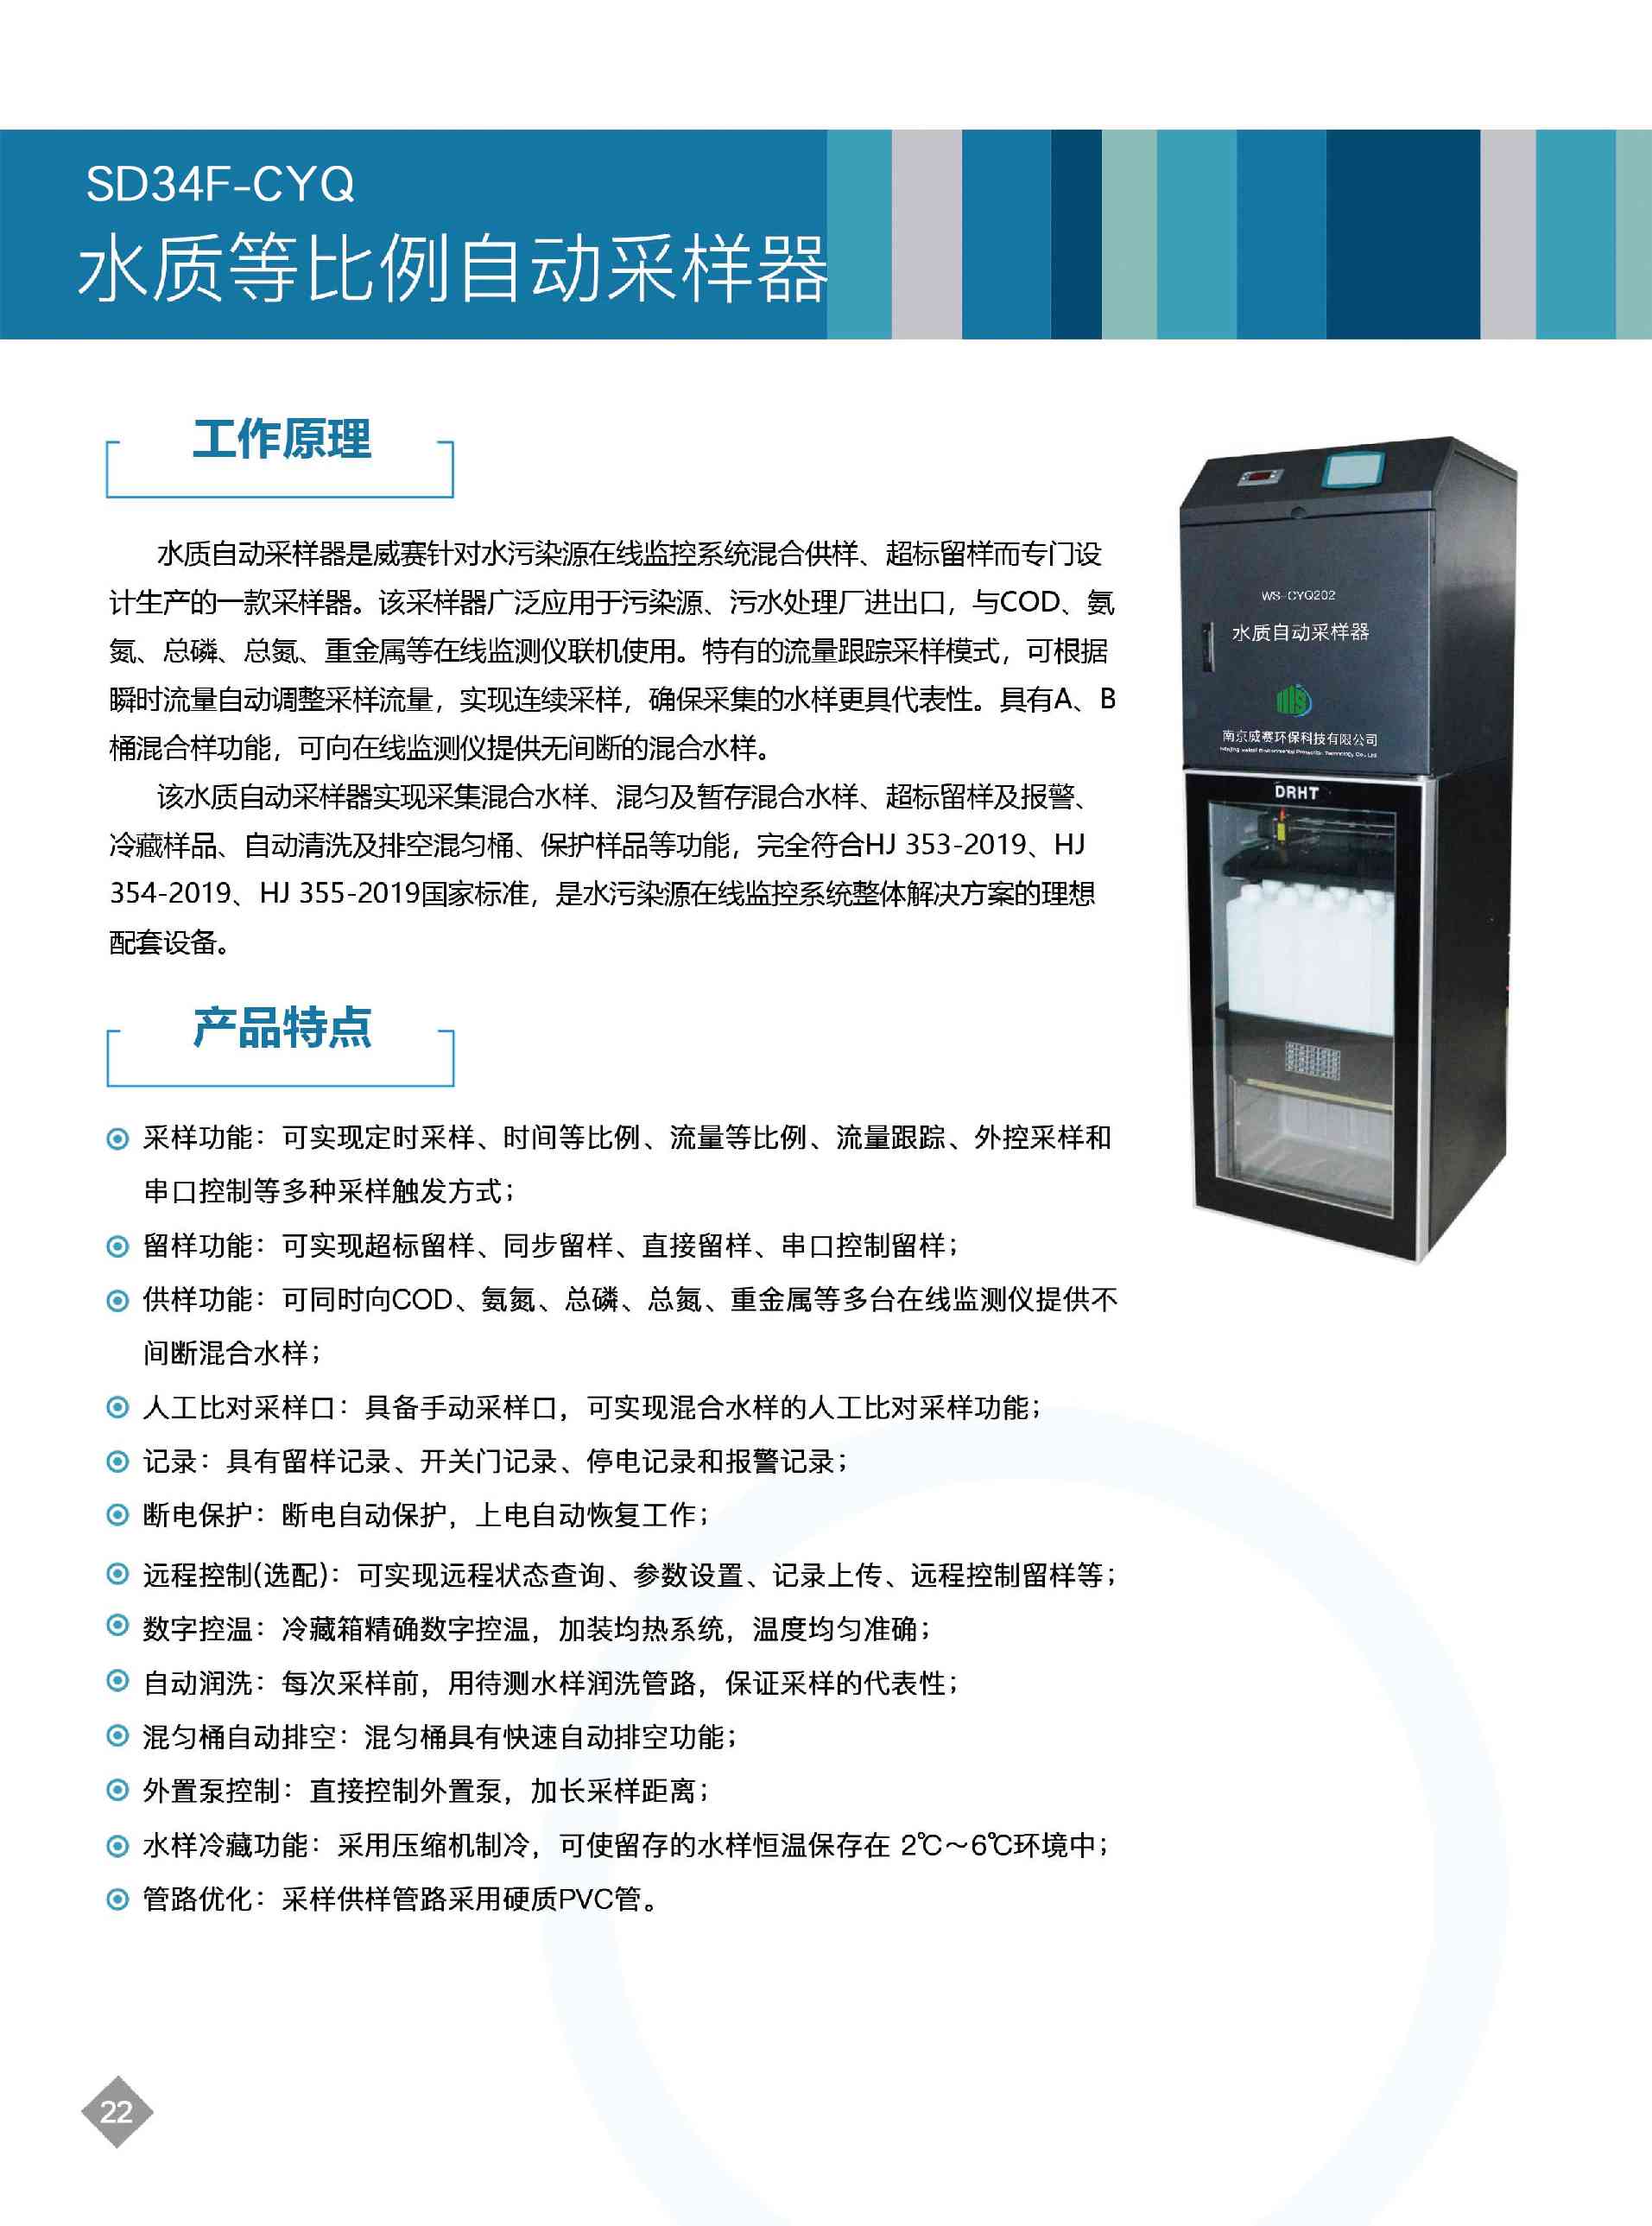 SD34F-CYQ
水质等比例自动采样器
工作原理
水质自动采样器是威赛针对水污染源在线监控系统混合供样、超标留样而专门设
计生产的一款采样器。该采样器广泛应用于污染源、污水处理厂进出口，与COD、氨
氮、总磷、总氮、重金属等在线监测仪联机使用。特有的流量跟踪采样模式，可根据
瞬时流量自动调整采样流量，实现连续采样，确保采集的水样更具代表性。具有A、B
桶混合样功能，可向在线监测仪提供无间断的混合水样。
该水质自动采样器实现采集混合水样、混匀及暂存混合水样、超标留样及报警、
冷藏样品、自动清洗及排空混匀桶、保护样品等功能，完全符合HJ 353-2019、HJ
354-2019、HJ 355-2019国家标准，是水污染源在线监控系统整体解决方案的理想
配套设备。
WS-CYQ202
水质自动采样器
南京威赛环保科技有限公司
DRHT
产品特点
采样功能：可实现定时采样、时间等比例、流量等比例、流量跟踪、外控采样和
串口控制等多种采样触发方式；
留样功能：可实现超标留样、同步留样、直接留样、串口控制留样；
供样功能：可同时向COD、氨氮、总磷、总氮、重金属等多台在线监测仪提供不
间断混合水样；
人工比对采样口：具备手动采样口，可实现混合水样的人工比对采样功能；
记录：具有留样记录、开关门记录、停电记录和报警记录；
断电保护：断电自动保护，上电自动恢复工作；
远程控制(选配)：可实现远程状态查询、参数设置、记录上传、远程控制留样等；
数字控温：冷藏箱精确数字控温，加装均热系统，温度均匀准确；
自动润洗：每次采样前，用待测水样润洗管路，保证采样的代表性；
混匀桶自动排空：混匀桶具有快速自动排空功能；
外置泵控制：直接控制外置泵，加长采样距离；
水样冷藏功能：采用压缩机制冷，可使留存的水样恒温保存在 2℃～6℃环境中；
管路优化：采样供样管路采用硬质PVC管。
22